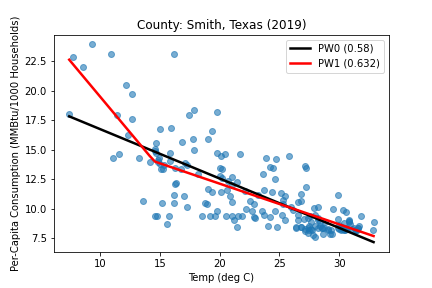 County: Smith, Texas (2019)
PW0 (0.58)
PW1 (0.632)
Per-Capita Consumption (MMBtu/1000 Households)
22.5
20.0
17.5
15.0
12.5
10.0
7.5
10
15
20
25
30
Temp (deg C)